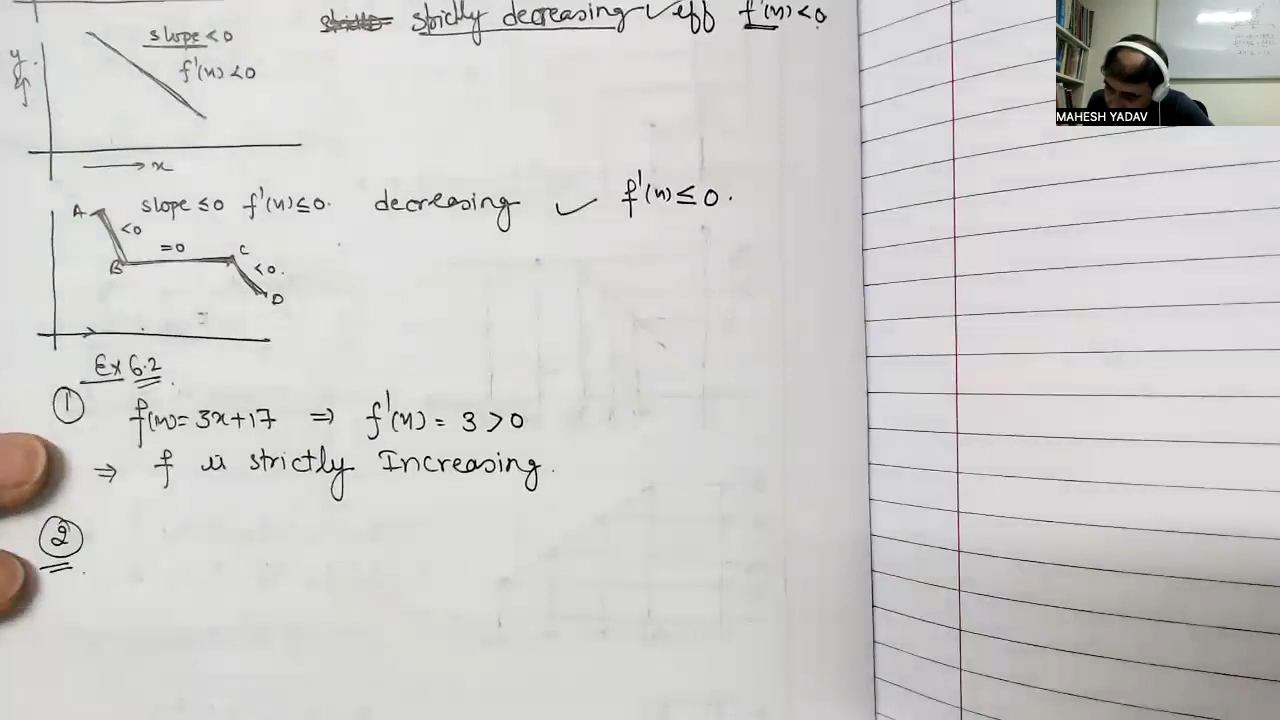 strictly decreasing ✓ eff f'(x) < 0
slope < 0
f'(x) < 0
y
x
A slope ≤ 0 f'(x) ≤ 0. decreasing ✓ f'(x) ≤ 0.
< 0
= 0
B
C
< 0.
D
Ex 6.2
① f(x) = 3x + 17 ⇒ f'(x) = 3 > 0
⇒ f is strictly Increasing.
②
MAHESH YADAV